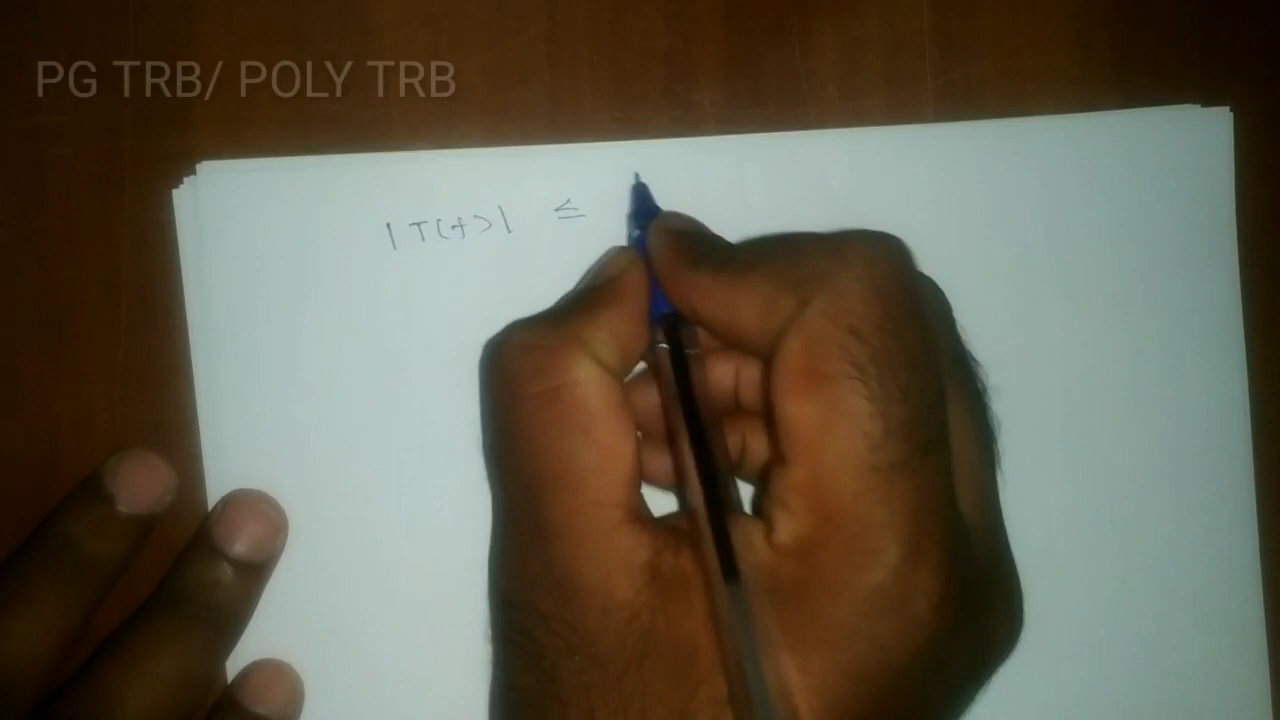 PG TRB/ POLY TRB
|T(f)| ≤